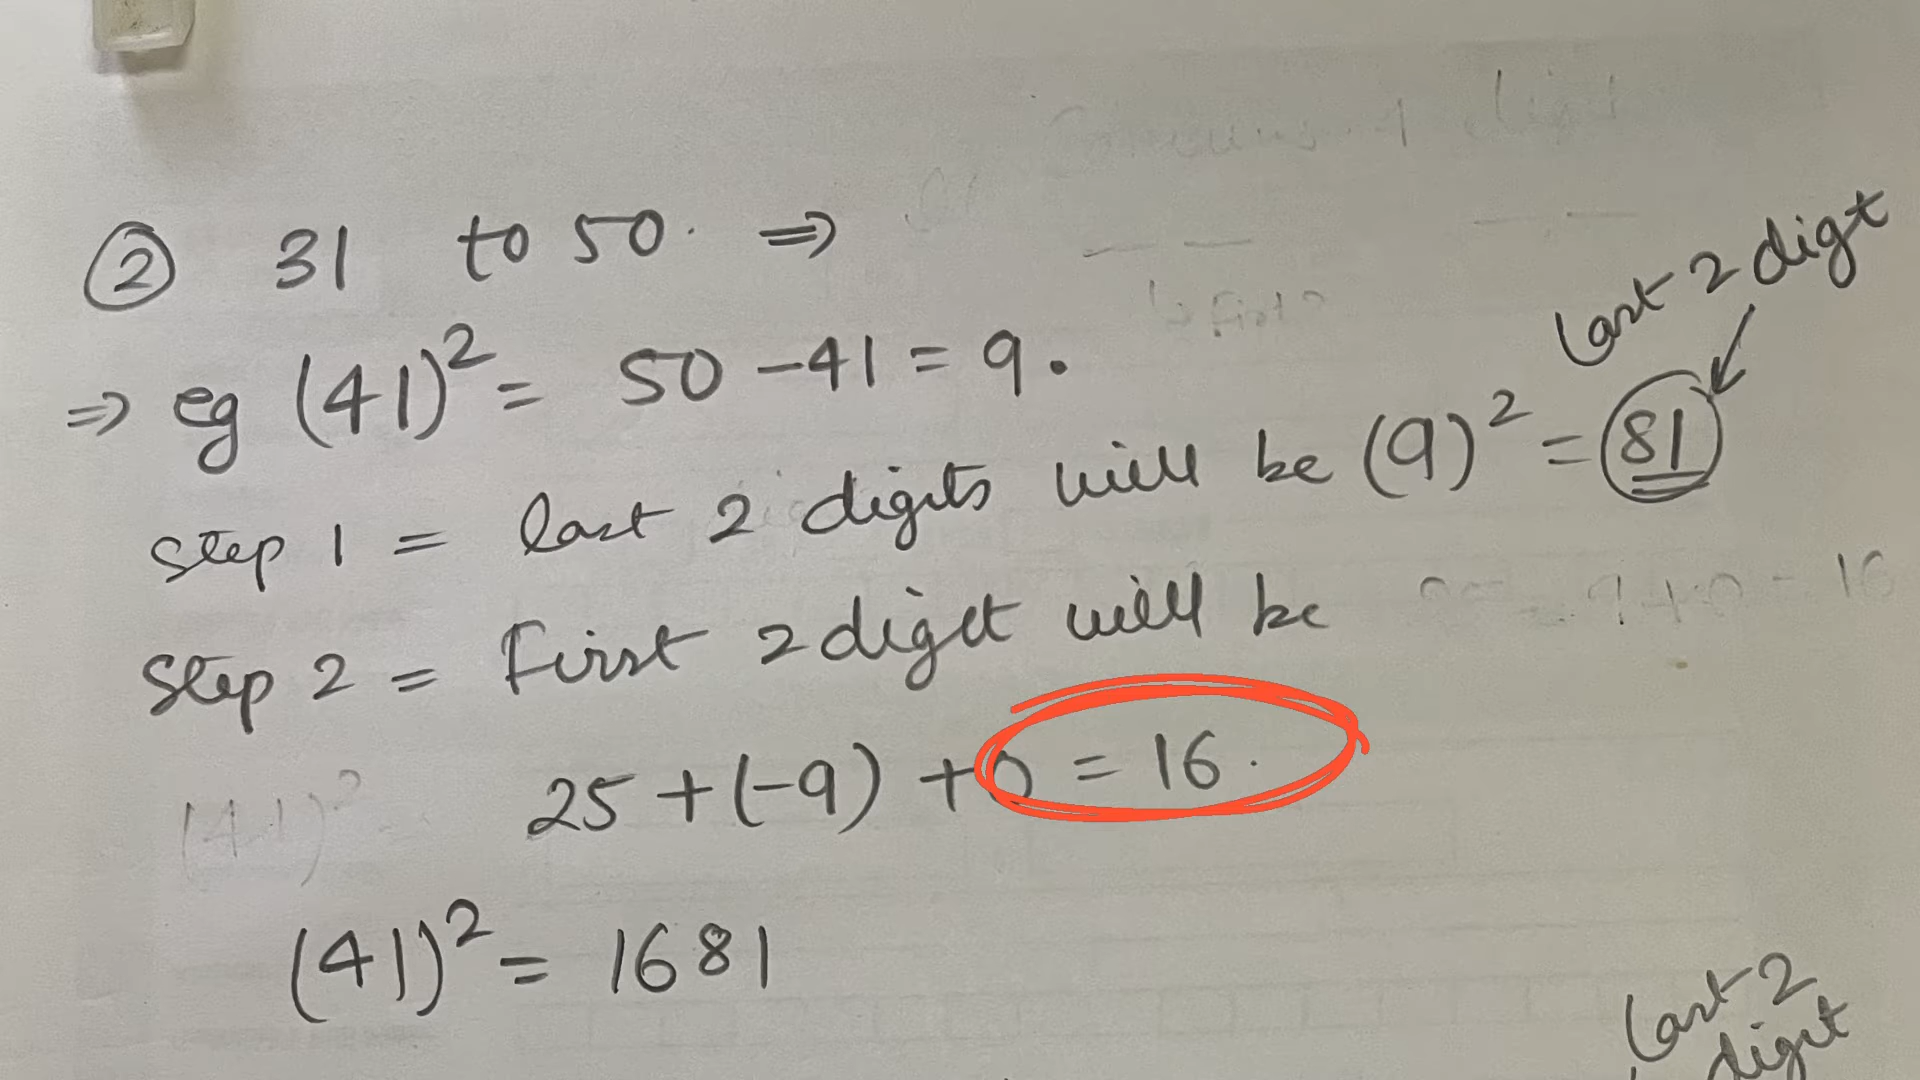 ② 31 to 50. ⇒
⇒ eg (41)² = 50 - 41 = 9.
last 2 digt
step 1 = last 2 digits will be (9)² = 81
step 2 = First 2 digit will be
25 + (-9) + 0 = 16.
(41)²
(41)² = 1681
last 2
digit